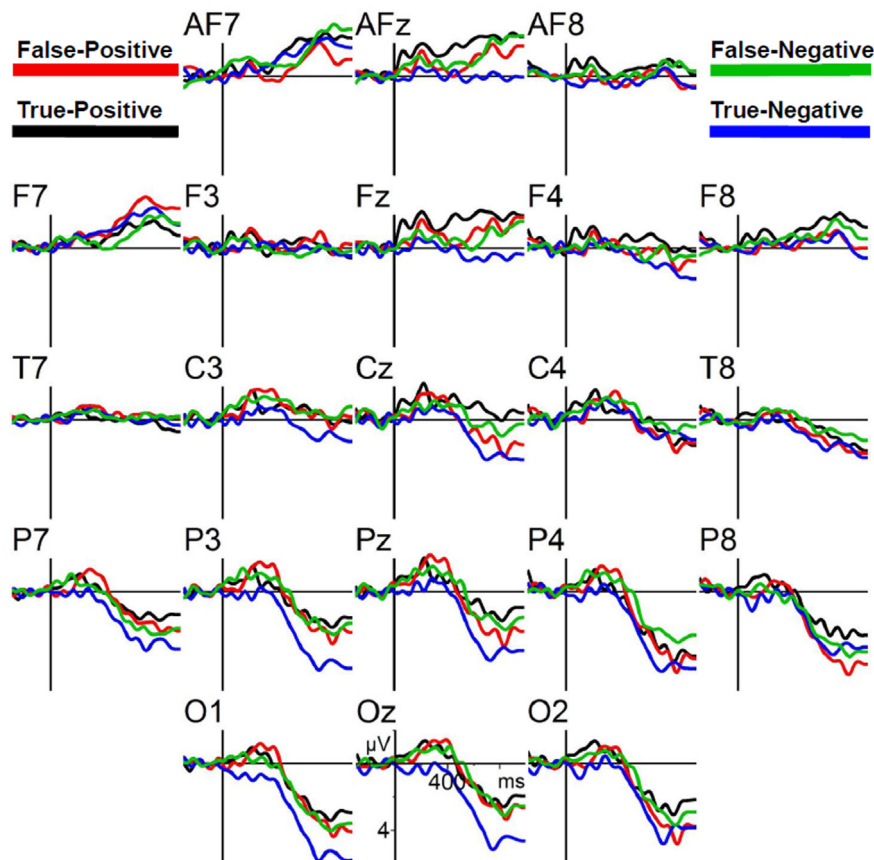 AF7 AFz AF8
False-Positive False-Negative
True-Positive True-Negative
F7 F3 Fz F4 F8
T7 C3 Cz C4 T8
P7 P3 Pz P4 P8
O1 Oz O2
µV
400 ms
4